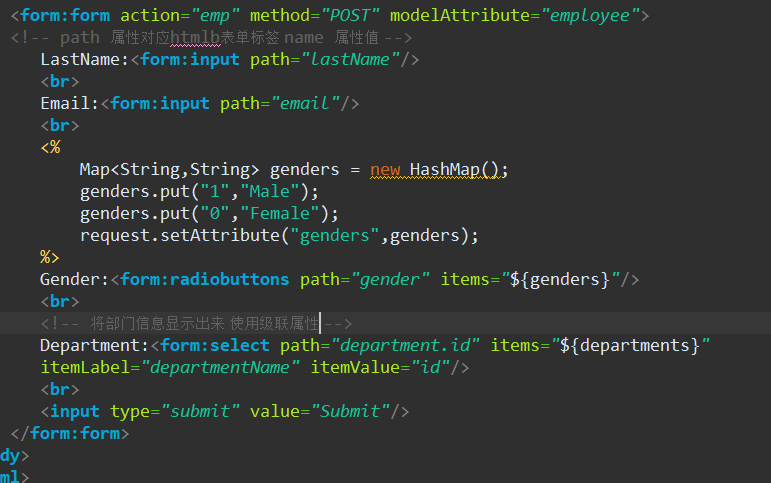 <form:form action="emp" method="POST" modelAttribute="employee">
<!-- path 属性对应htmlb表单标签 name 属性值 -->
LastName:<form:input path="lastName"/>
<br>
Email:<form:input path="email"/>
<br>
<%
Map<String,String> genders = new HashMap();
genders.put("1","Male");
genders.put("0","Female");
request.setAttribute("genders",genders);
%>
Gender:<form:radiobuttons path="gender" items="${genders}"/>
<br>
<!-- 将部门信息显示出来 使用级联属性 -->
Department:<form:select path="department.id" items="${departments}"
itemLabel="departmentName" itemValue="id"/>
<br>
<input type="submit" value="Submit"/>
</form:form>
dy>
ml>